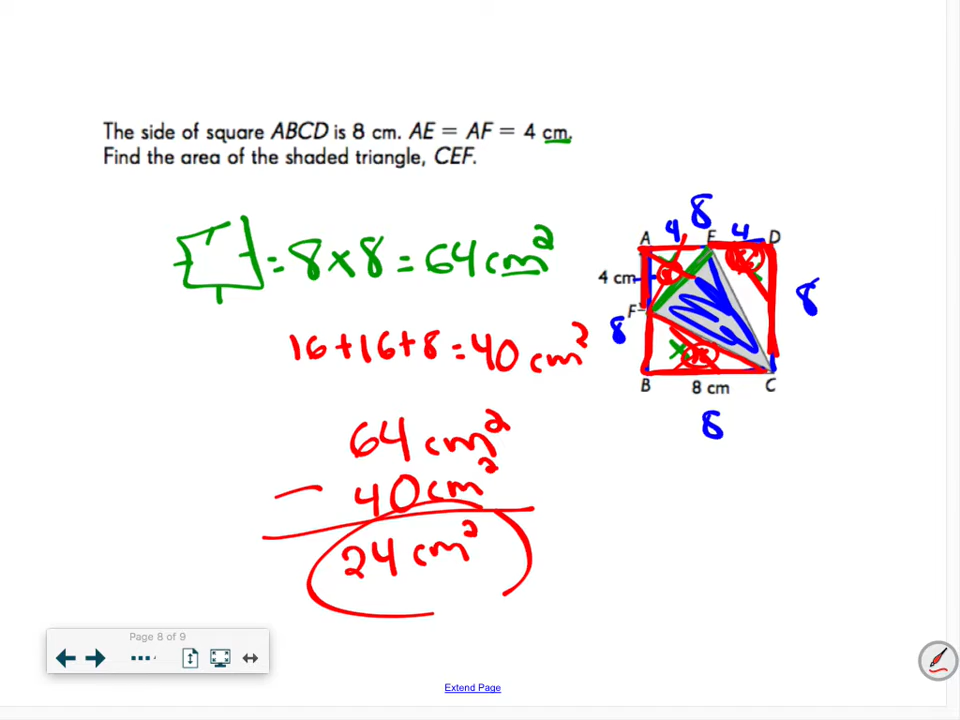 The side of square ABCD is 8 cm. AE = AF = 4 cm.
Find the area of the shaded triangle, CEF.
8
4 4
A E D
= 8 x 8 = 64 cm²
4 cm
8
F
8
16 + 16 + 8 = 40 cm²
B 8 cm C
8
64 cm²
- 40 cm²
24 cm²
Page 8 of 9
Extend Page